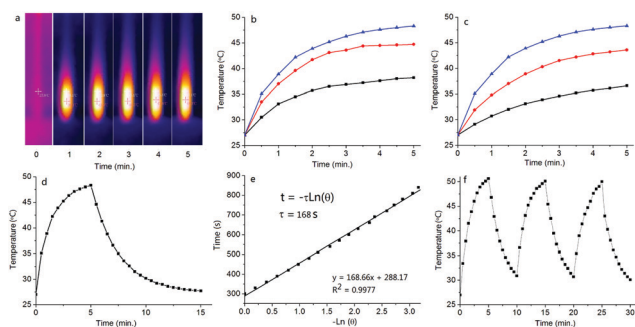 a
0 1 2 3 4 5
Time (min.)
b
Temperature (ºC)
50
45
40
35
30
25
0 1 2 3 4 5
Time (min.)
c
Temperature (ºC)
50
45
40
35
30
25
0 1 2 3 4 5
Time (min.)
d
Temperature (ºC)
50
45
40
35
30
25
0 5 10 15
Time (min.)
e
Time (s)
900
800
700
600
500
400
300
t = -τLn(θ)
τ = 168 s
y = 168.66x + 288.17
R² = 0.9977
0.0 0.5 1.0 1.5 2.0 2.5 3.0
-Ln (θ)
f
Temperature (ºC)
50
45
40
35
30
25
0 5 10 15 20 25 30
Time (min.)